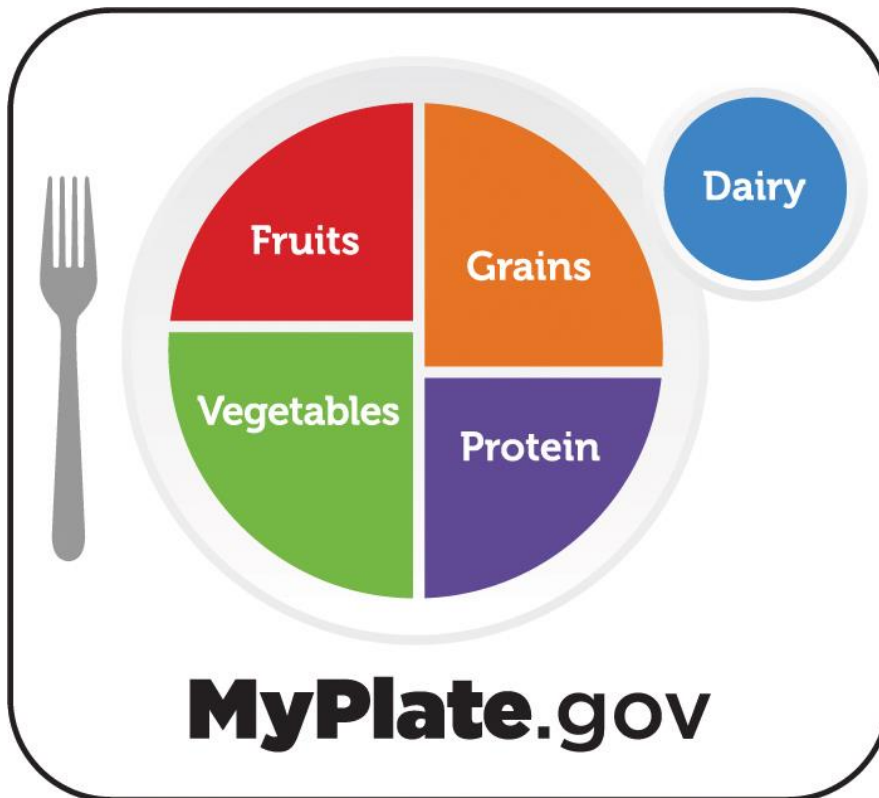 Fruits
Grains
Dairy
Vegetables
Protein
MyPlate.gov